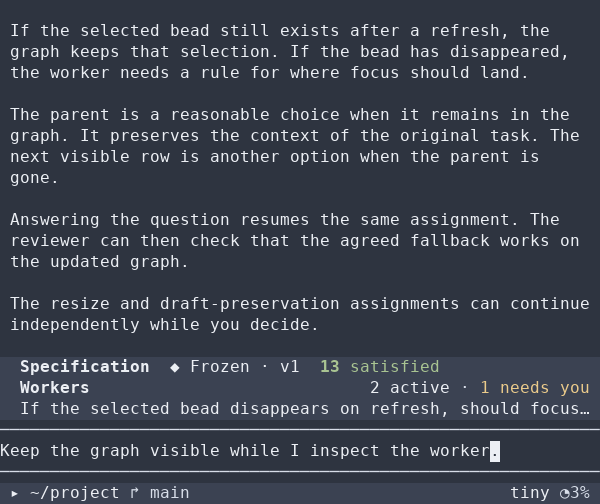 If the selected bead still exists after a refresh, the
graph keeps that selection. If the bead has disappeared,
the worker needs a rule for where focus should land.
The parent is a reasonable choice when it remains in the
graph. It preserves the context of the original task. The
next visible row is another option when the parent is
gone.
Answering the question resumes the same assignment. The
reviewer can then check that the agreed fallback works on
the updated graph.
The resize and draft-preservation assignments can continue
independently while you decide.
Specification ◆ Frozen · v1 13 satisfied
Workers 2 active · 1 needs you
If the selected bead disappears on refresh, should focus…
Keep the graph visible while I inspect the worker.
▸ ~/project ↱ main tiny ◔3%